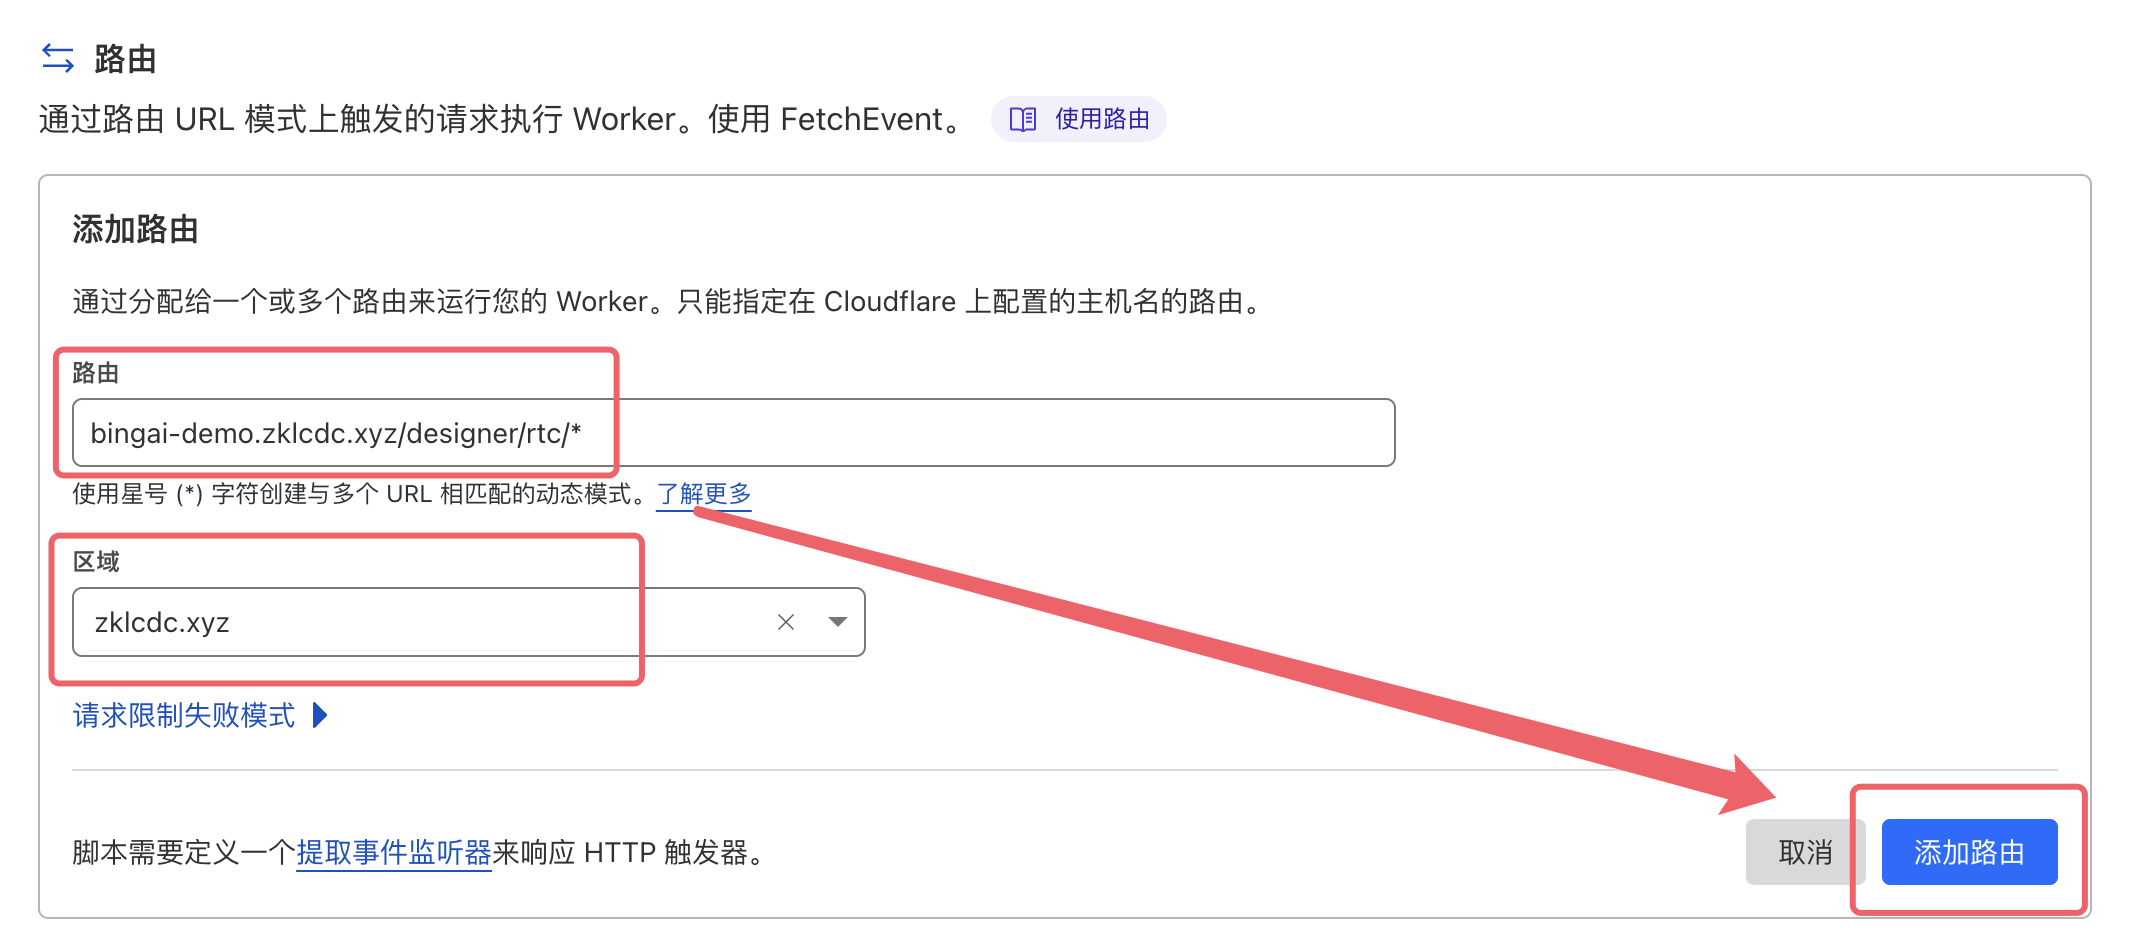 路由
通过路由 URL 模式上触发的请求执行 Worker。使用 FetchEvent。 使用路由
添加路由
通过分配给一个或多个路由来运行您的 Worker。只能指定在 Cloudflare 上配置的主机名的路由。
路由
bingai-demo.zklcdc.xyz/designer/rtc/*
使用星号 (*) 字符创建与多个 URL 相匹配的动态模式。了解更多
区域
zklcdc.xyz
请求限制失败模式
脚本需要定义一个提取事件监听器来响应 HTTP 触发器。
取消 添加路由